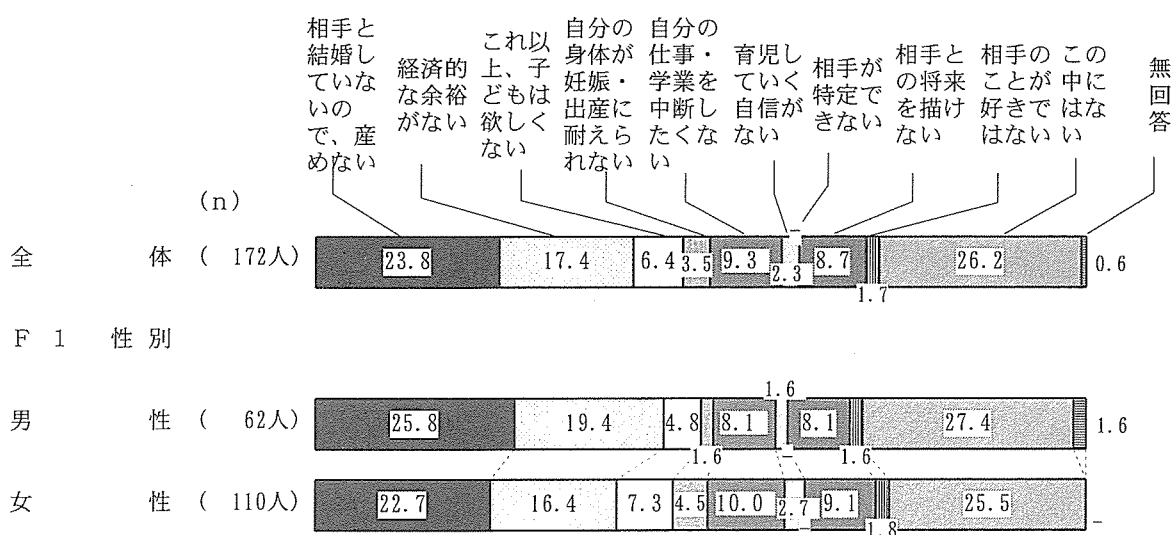 相手と
結婚し
ていな
いの
で、産
めない
経済的
な余裕
がない
これ以
上、子
どもは
欲しく
ない
自分の
身体が
妊娠・
出産に
耐えら
れない
自分の
仕事・
学業を
中断し
たくな
い
育児し
ていく
自信が
ない
相手が
特定で
きない
相手と
の将来
を描け
ない
相手の
ことが
好きで
はない
この
中に
はな
い
無
回
答
(n)
全 体 ( 172人)
23.8 17.4 6.4 3.5 9.3 2.3 - 8.7 1.7 26.2 0.6
F 1 性 別
男 性 ( 62人)
25.8 19.4 4.8 1.6 8.1 1.6 - 8.1 1.6 27.4 1.6
女 性 ( 110人)
22.7 16.4 7.3 4.5 10.0 2.7 - 9.1 1.8 25.5 -